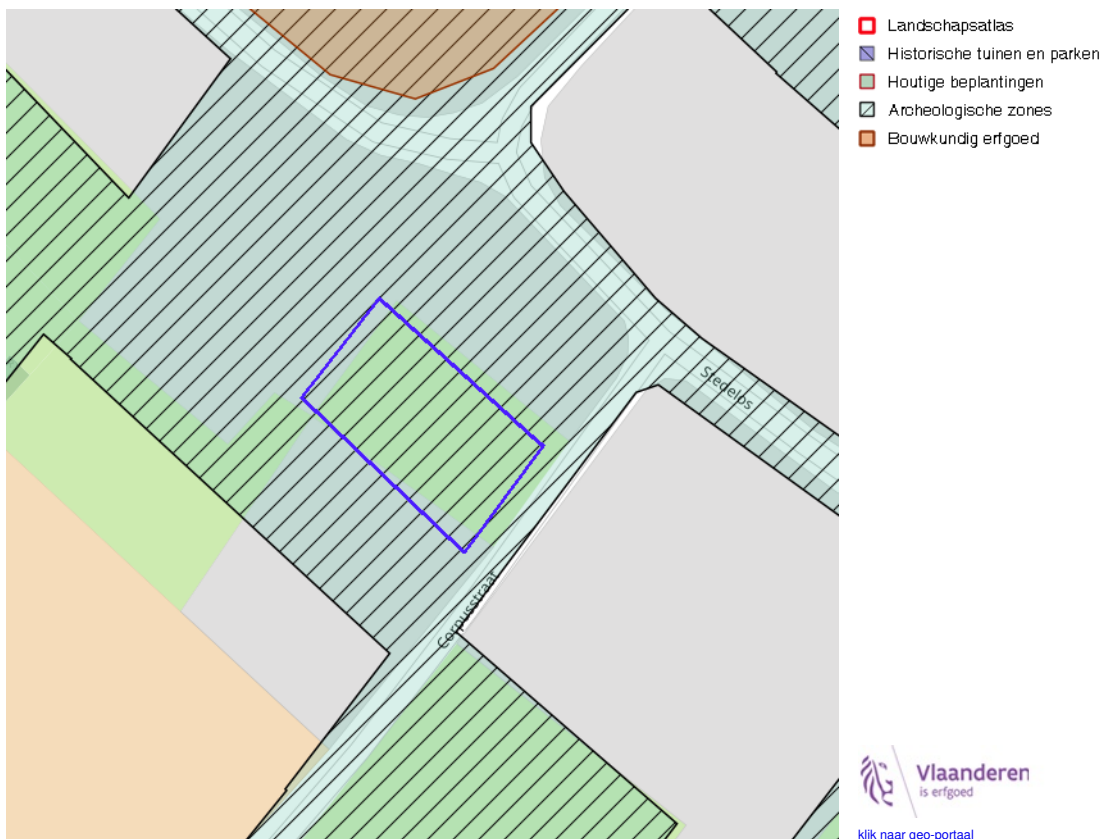 Landschapsatlas
Historische tuinen en parken
Houtige beplantingen
Archeologische zones
Bouwkundig erfgoed
Stedelos
Corpusstraat
Vlaanderen
is erfgoed
klik naar geo-portaal